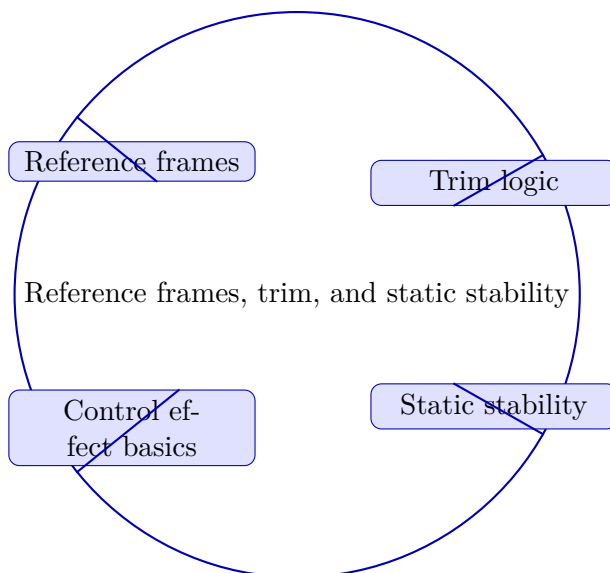 Reference frames
Trim logic
Reference frames, trim, and static stability
Control ef-
fect basics
Static stability